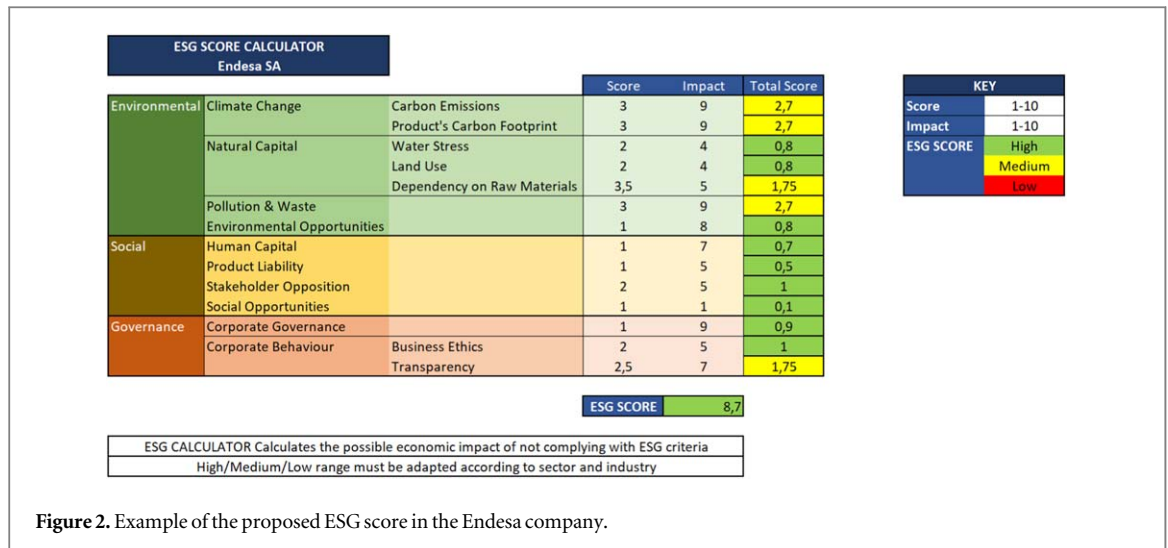 ESG SCORE CALCULATOR
Endesa SA
Score Impact Total Score
Environmental Climate Change Carbon Emissions 3 9 2,7
Product's Carbon Footprint 3 9 2,7
Natural Capital Water Stress 2 4 0,8
Land Use 2 4 0,8
Dependency on Raw Materials 3,5 5 1,75
Pollution & Waste 3 9 2,7
Environmental Opportunities 1 8 0,8
Social Human Capital 1 7 0,7
Product Liability 1 5 0,5
Stakeholder Opposition 2 5 1
Social Opportunities 1 1 0,1
Governance Corporate Governance 1 9 0,9
Corporate Behaviour Business Ethics 2 5 1
Transparency 2,5 7 1,75
ESG SCORE 8,7
KEY
Score 1-10
Impact 1-10
ESG SCORE High
Medium
Low
ESG CALCULATOR Calculates the possible economic impact of not complying with ESG criteria
High/Medium/Low range must be adapted according to sector and industry
Figure 2. Example of the proposed ESG score in the Endesa company.